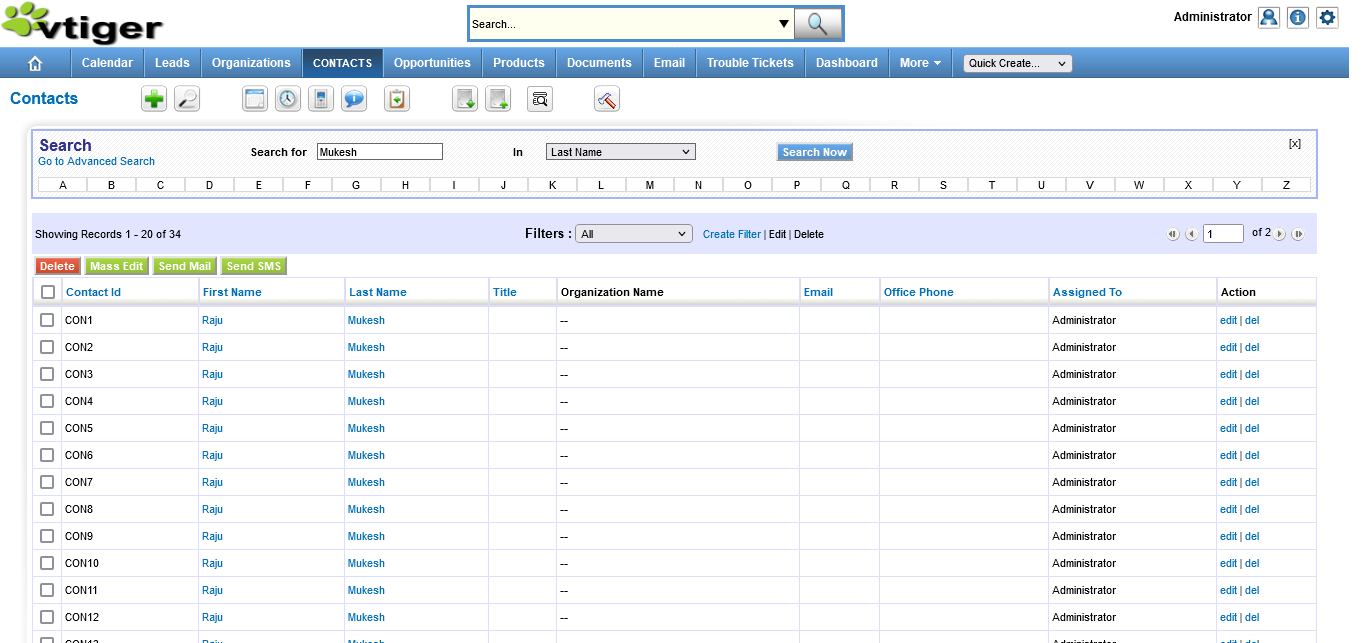 vtiger
Search...
Administrator
Calendar Leads Organizations CONTACTS Opportunities Products Documents Email Trouble Tickets Dashboard More Quick Create...
Contacts
Search
Go to Advanced Search
Search for Mukesh In Last Name Search Now [x]
A B C D E F G H I J K L M N O P Q R S T U V W X Y Z
Showing Records 1 - 20 of 34 Filters : All Create Filter | Edit | Delete 1 of 2
Delete Mass Edit Send Mail Send SMS
Contact Id First Name Last Name Title Organization Name Email Office Phone Assigned To Action
CON1 Raju Mukesh -- Administrator edit | del
CON2 Raju Mukesh -- Administrator edit | del
CON3 Raju Mukesh -- Administrator edit | del
CON4 Raju Mukesh -- Administrator edit | del
CON5 Raju Mukesh -- Administrator edit | del
CON6 Raju Mukesh -- Administrator edit | del
CON7 Raju Mukesh -- Administrator edit | del
CON8 Raju Mukesh -- Administrator edit | del
CON9 Raju Mukesh -- Administrator edit | del
CON10 Raju Mukesh -- Administrator edit | del
CON11 Raju Mukesh -- Administrator edit | del
CON12 Raju Mukesh -- Administrator edit | del